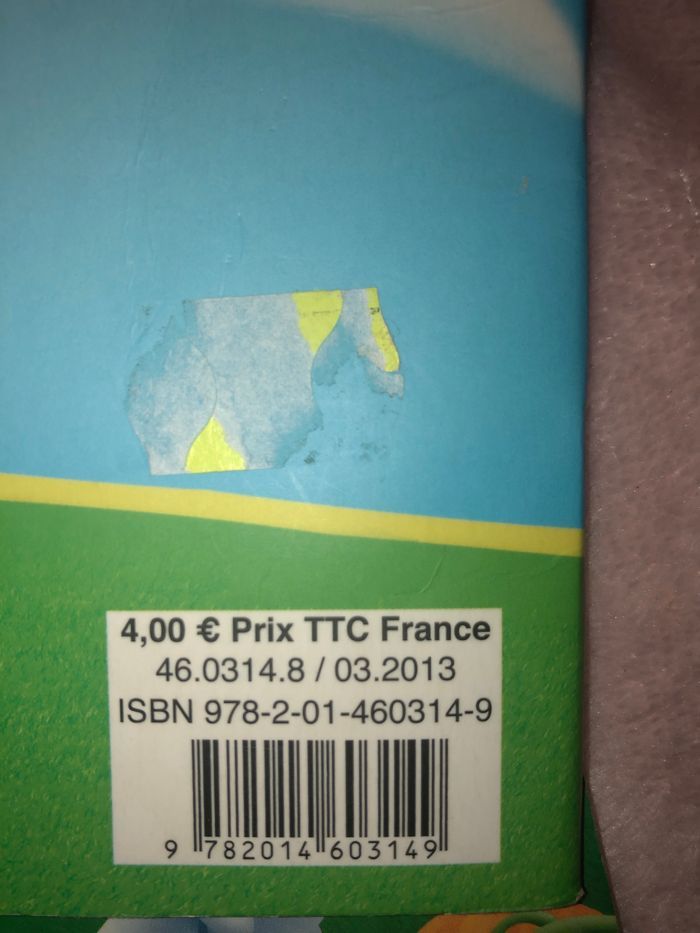 4,00 € Prix TTC France
46.0314.8 / 03.2013
ISBN 978-2-01-460314-9
9 782014 603149